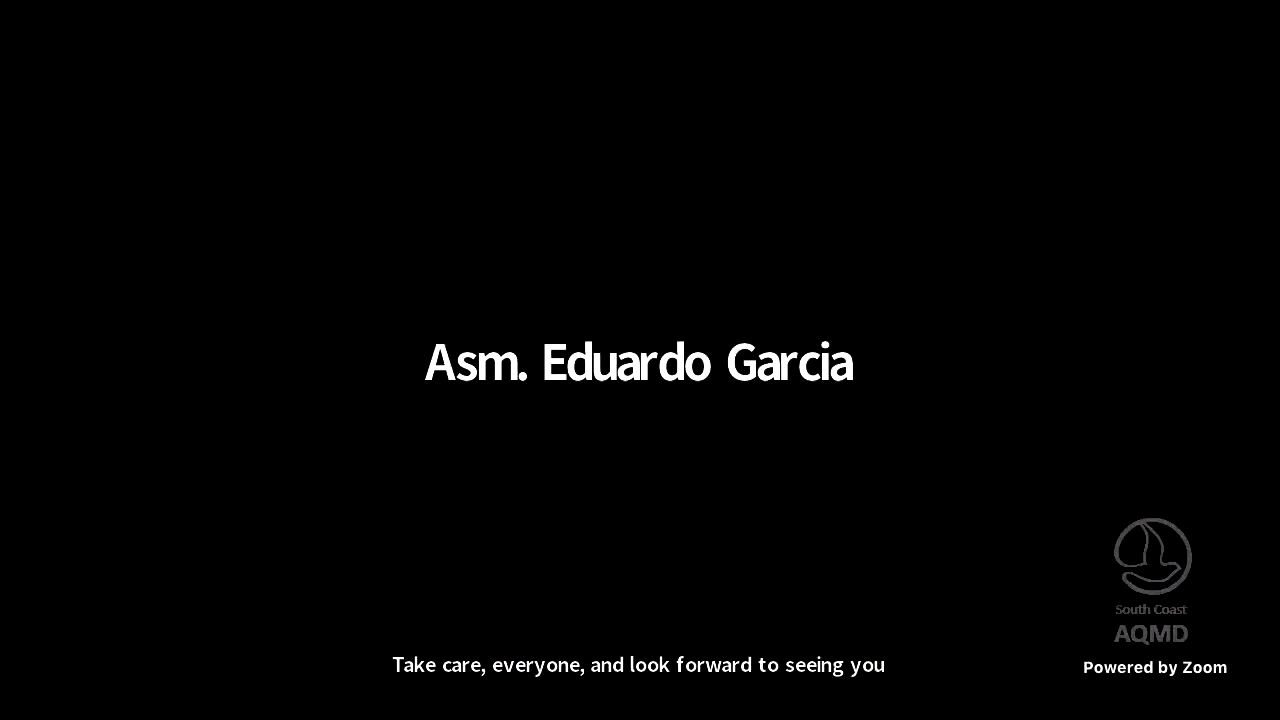 Asm. Eduardo Garcia
South Coast
AQMD
Take care, everyone, and look forward to seeing you
Powered by Zoom